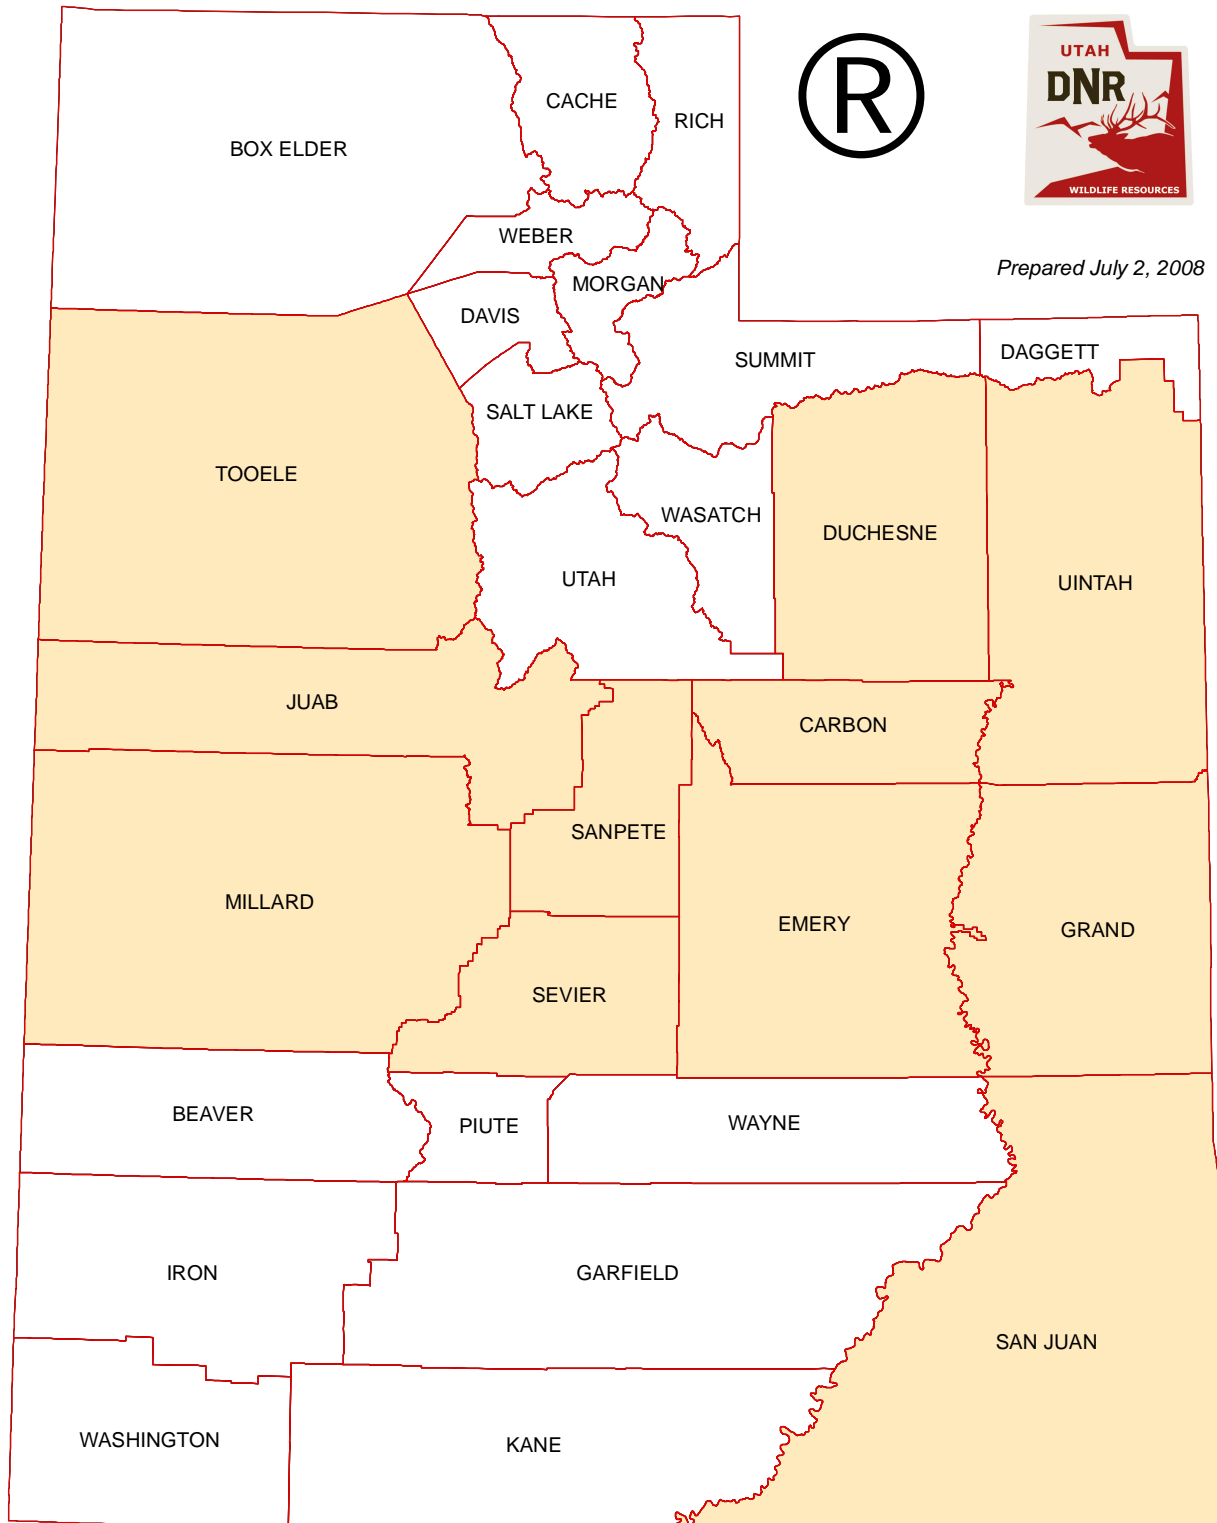 CACHE
RICH
BOX ELDER
®
UTAH
DNR
WILDLIFE RESOURCES
WEBER
MORGAN
Prepared July 2, 2008
DAVIS
SUMMIT
DAGGETT
SALT LAKE
TOOELE
WASATCH
DUCHESNE
UTAH
UINTAH
JUAB
CARBON
SANPETE
MILLARD
EMERY
GRAND
SEVIER
BEAVER
PIUTE
WAYNE
IRON
GARFIELD
SAN JUAN
WASHINGTON
KANE